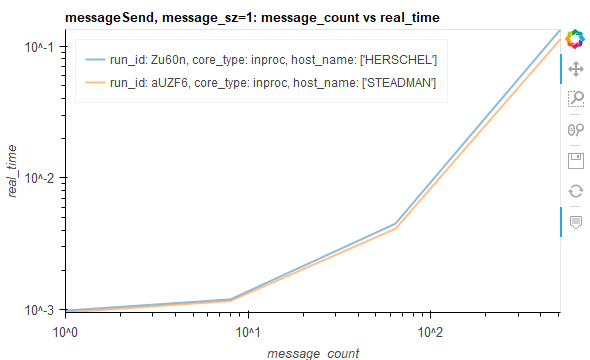 messageSend, message_sz=1: message_count vs real_time
run_id: Zu60n, core_type: inproc, host_name: ['HERSCHEL']
run_id: aUZF6, core_type: inproc, host_name: ['STEADMAN']
real_time
10^-1
10^-2
10^-3
10^0
10^1
10^2
message_count